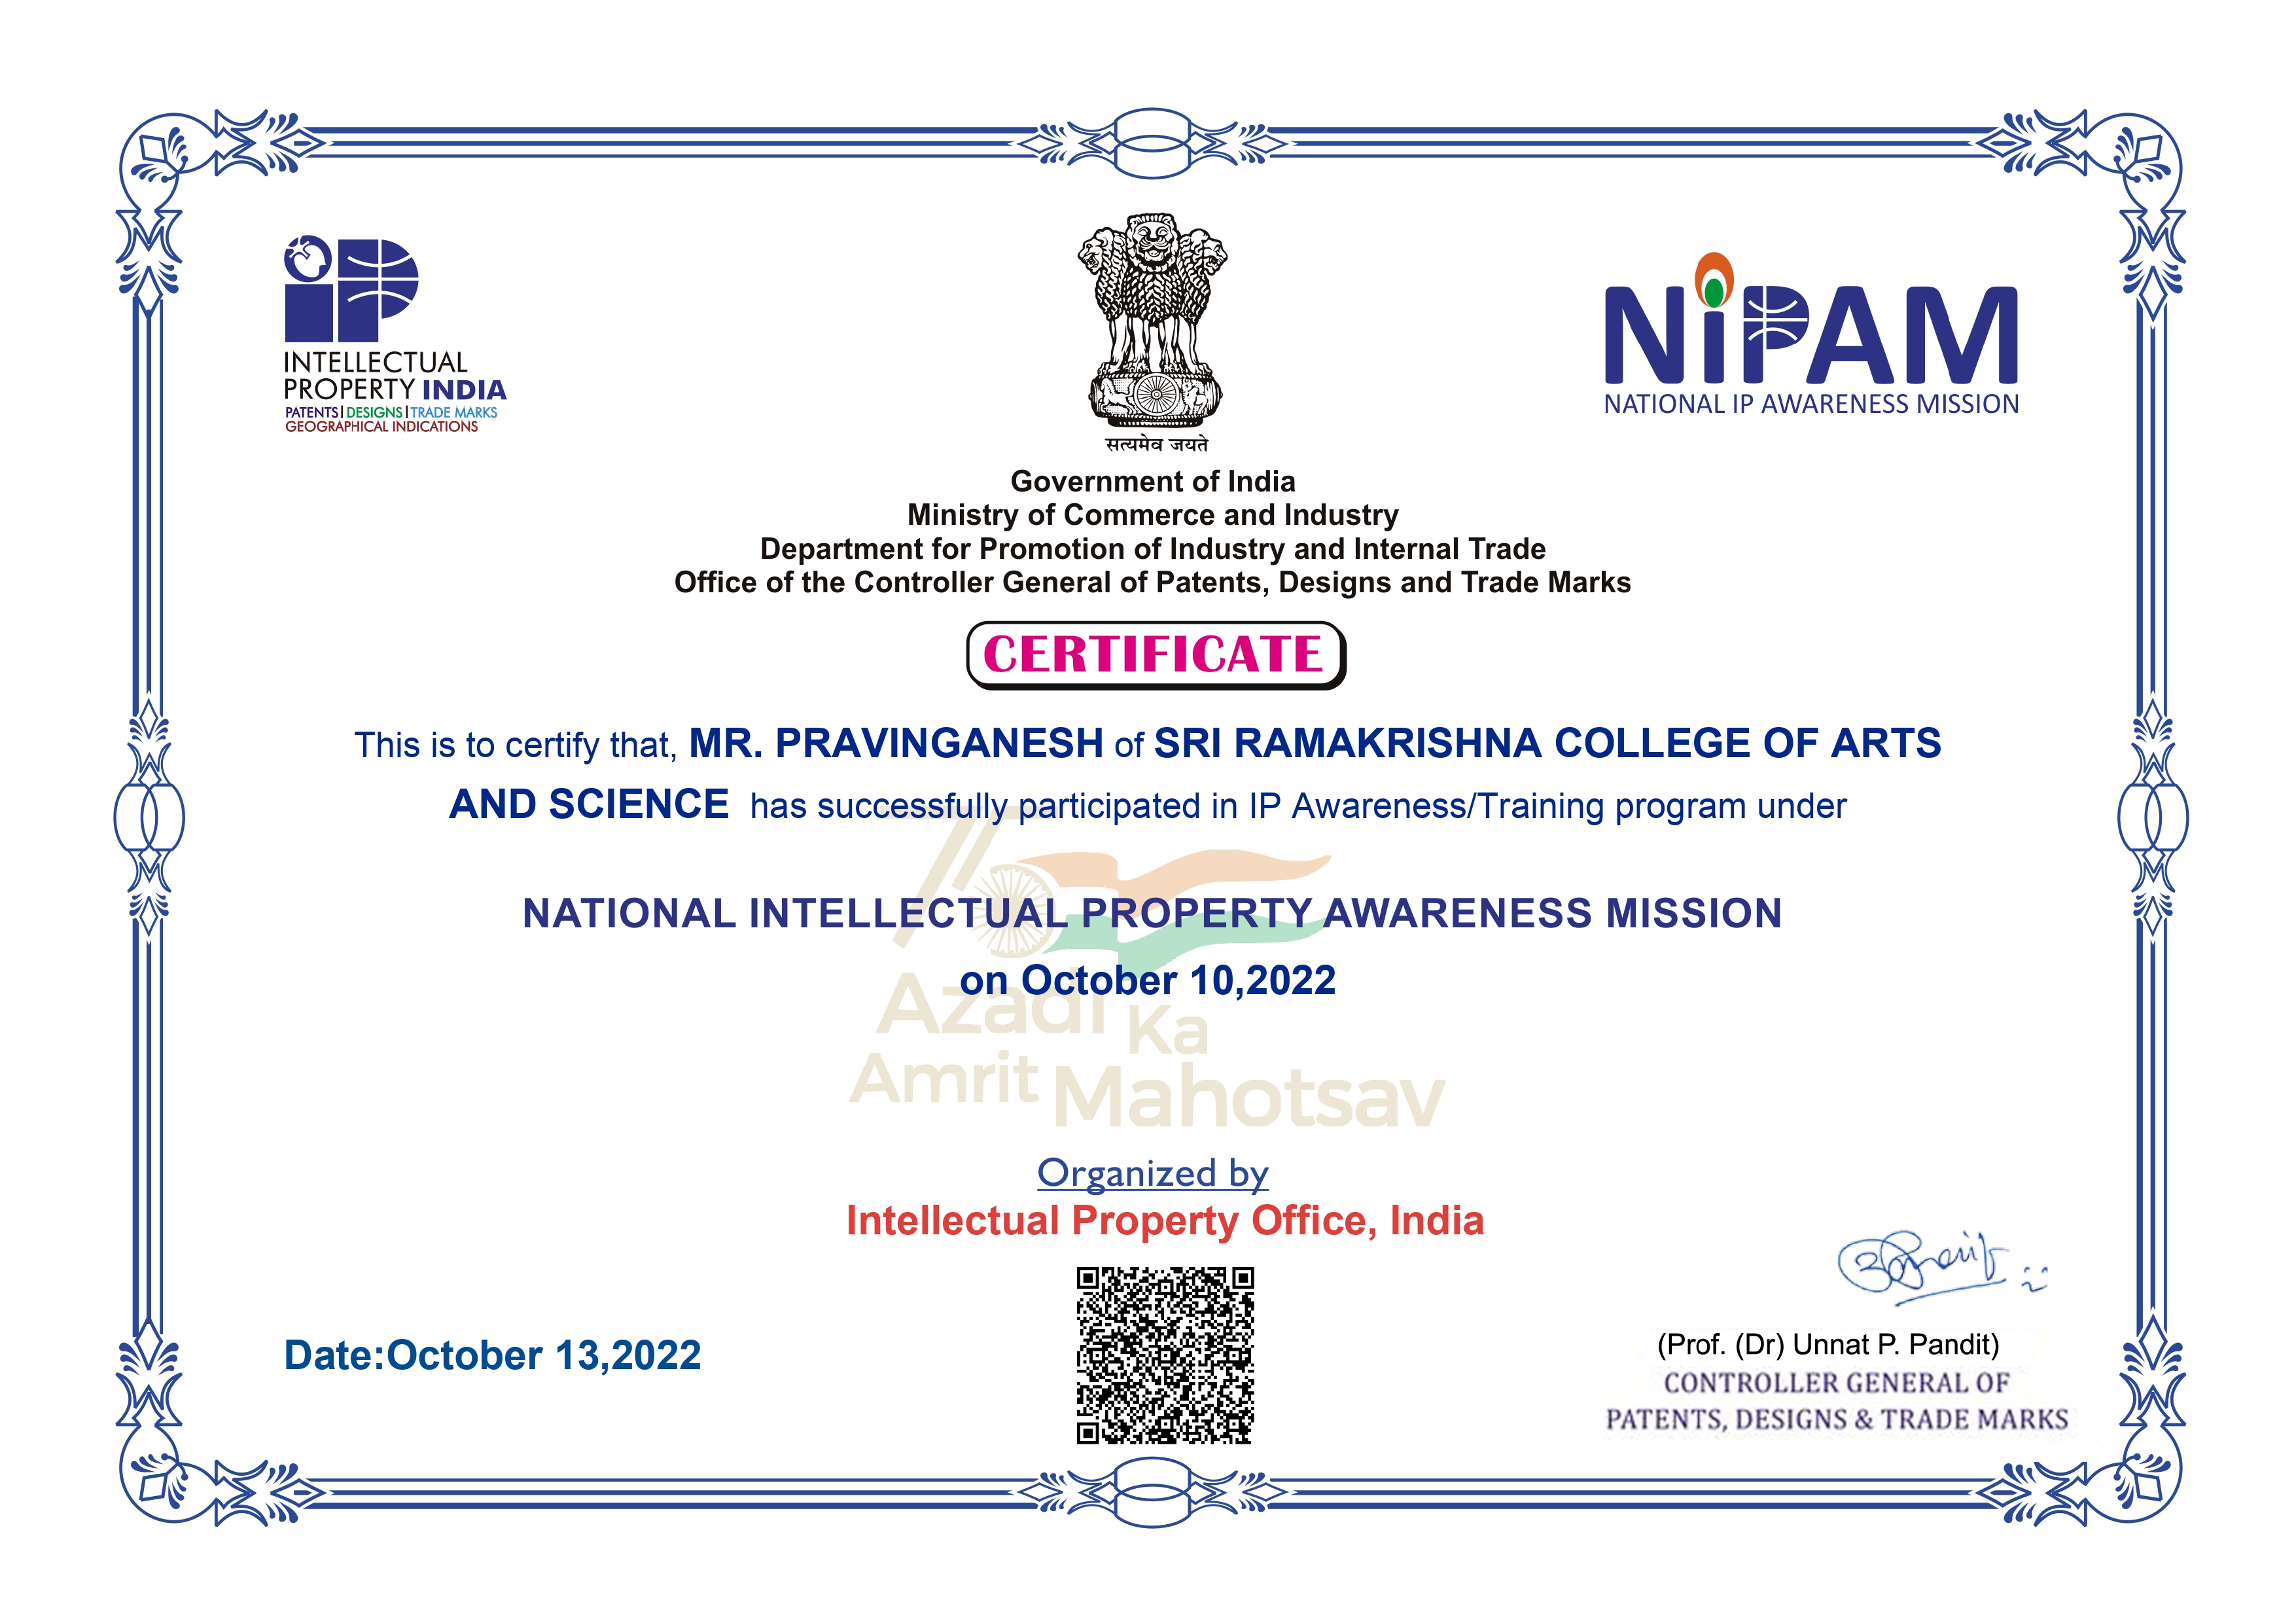 INTELLECTUAL
PROPERTY INDIA
PATENTS|DESIGNS|TRADE MARKS
GEOGRAPHICAL INDICATIONS
सत्यमेव जयते
NiPAM
NATIONAL IP AWARENESS MISSION
Government of India
Ministry of Commerce and Industry
Department for Promotion of Industry and Internal Trade
Office of the Controller General of Patents, Designs and Trade Marks
CERTIFICATE
This is to certify that, MR. PRAVINGANESH of SRI RAMAKRISHNA COLLEGE OF ARTS
AND SCIENCE has successfully participated in IP Awareness/Training program under
NATIONAL INTELLECTUAL PROPERTY AWARENESS MISSION
on October 10,2022
Azadi Ka
Amrit Mahotsav
Organized by
Intellectual Property Office, India
Date:October 13,2022
(Prof. (Dr) Unnat P. Pandit)
CONTROLLER GENERAL OF
PATENTS, DESIGNS & TRADE MARKS